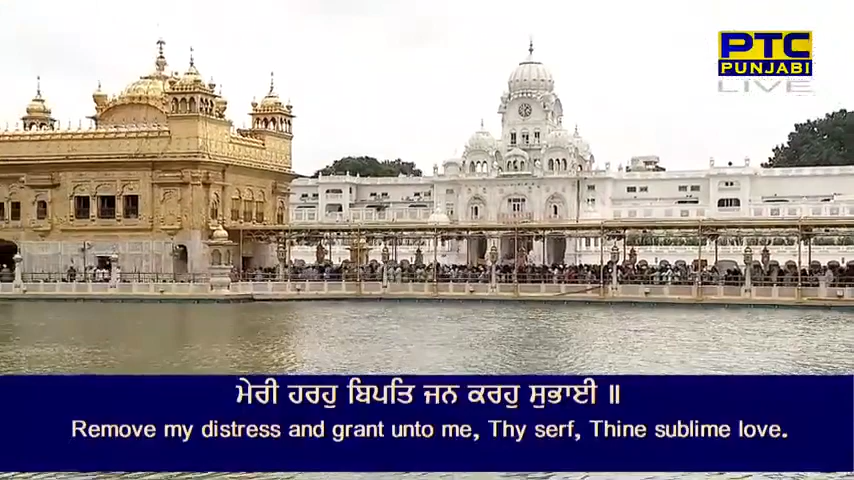 PTC
PUNJABI
LIVE
ਮੇਰੀ ਹਰਹੁ ਬਿਪਤਿ ਜਨ ਕਰਹੁ ਸੁਭਾਈ ॥
Remove my distress and grant unto me, Thy serf, Thine sublime love.